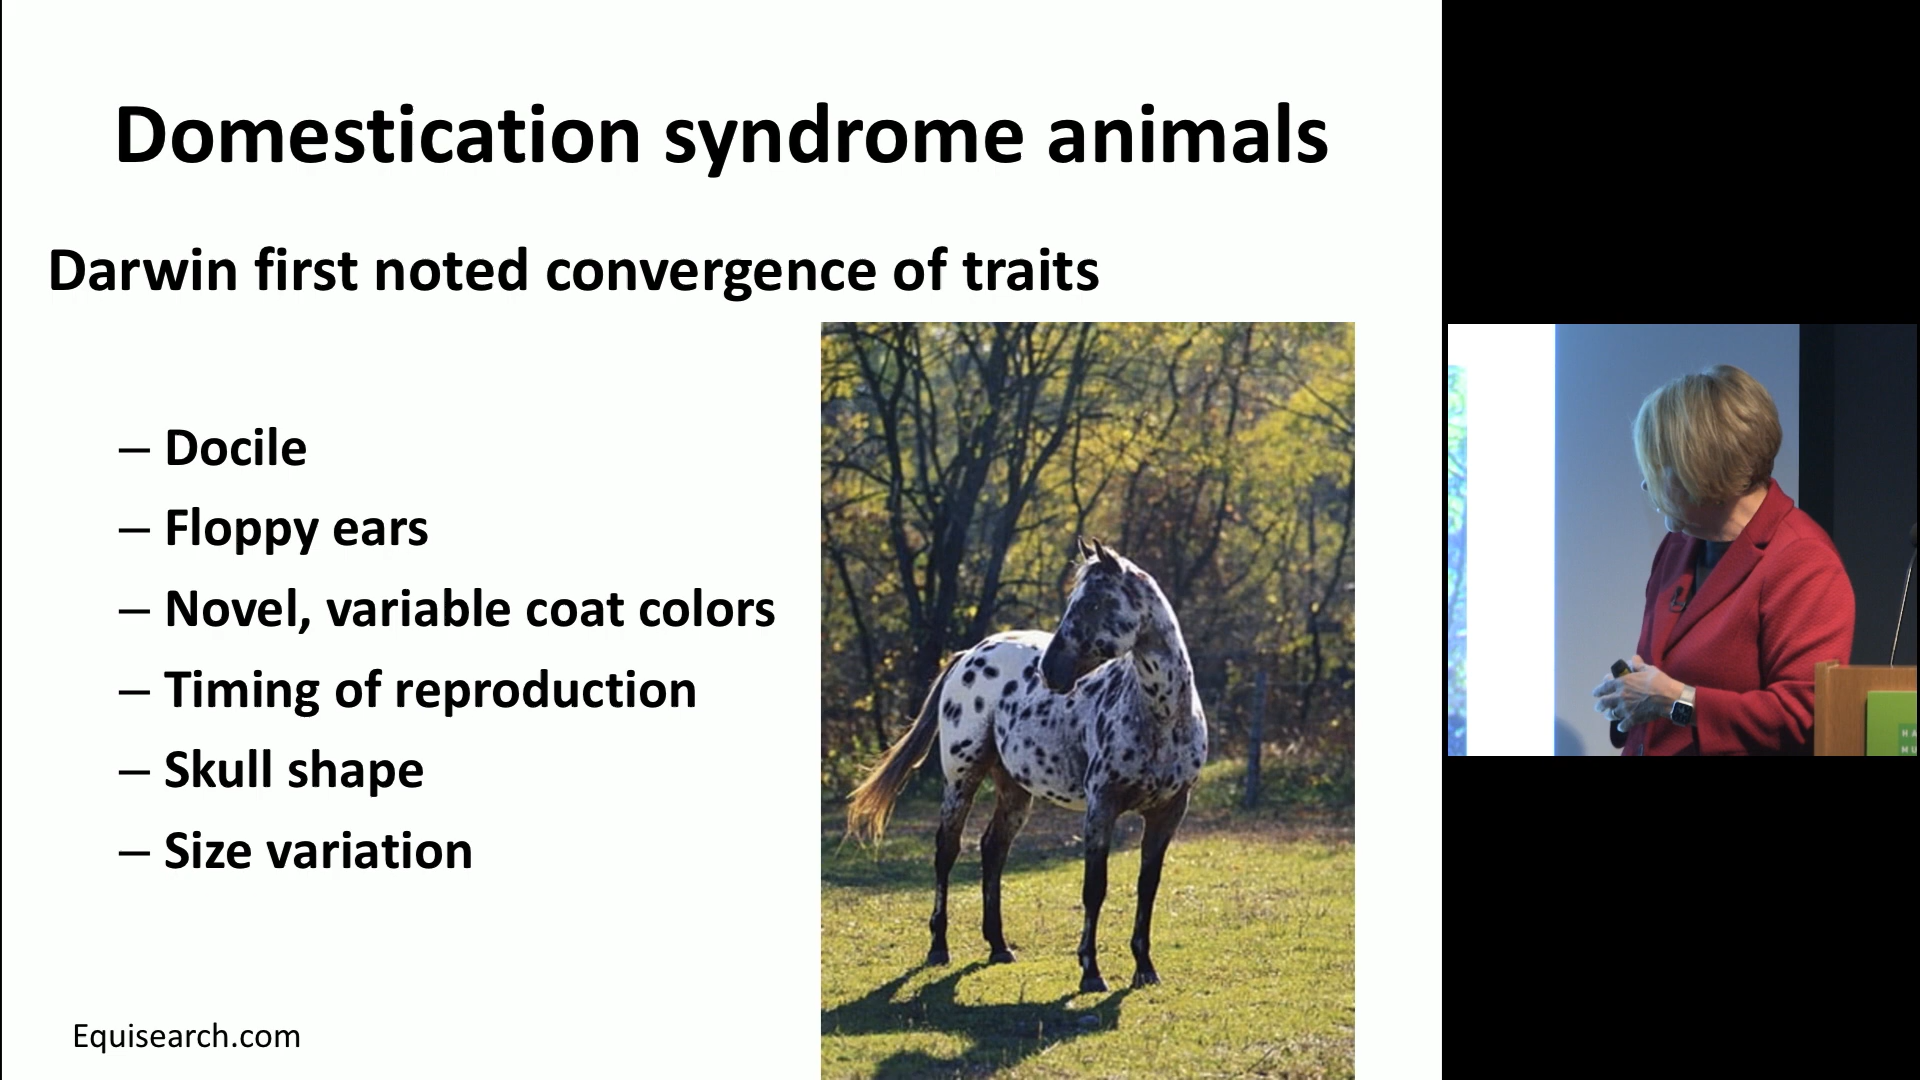 Domestication syndrome animals
Darwin first noted convergence of traits
– Docile
– Floppy ears
– Novel, variable coat colors
– Timing of reproduction
– Skull shape
– Size variation
Equisearch.com